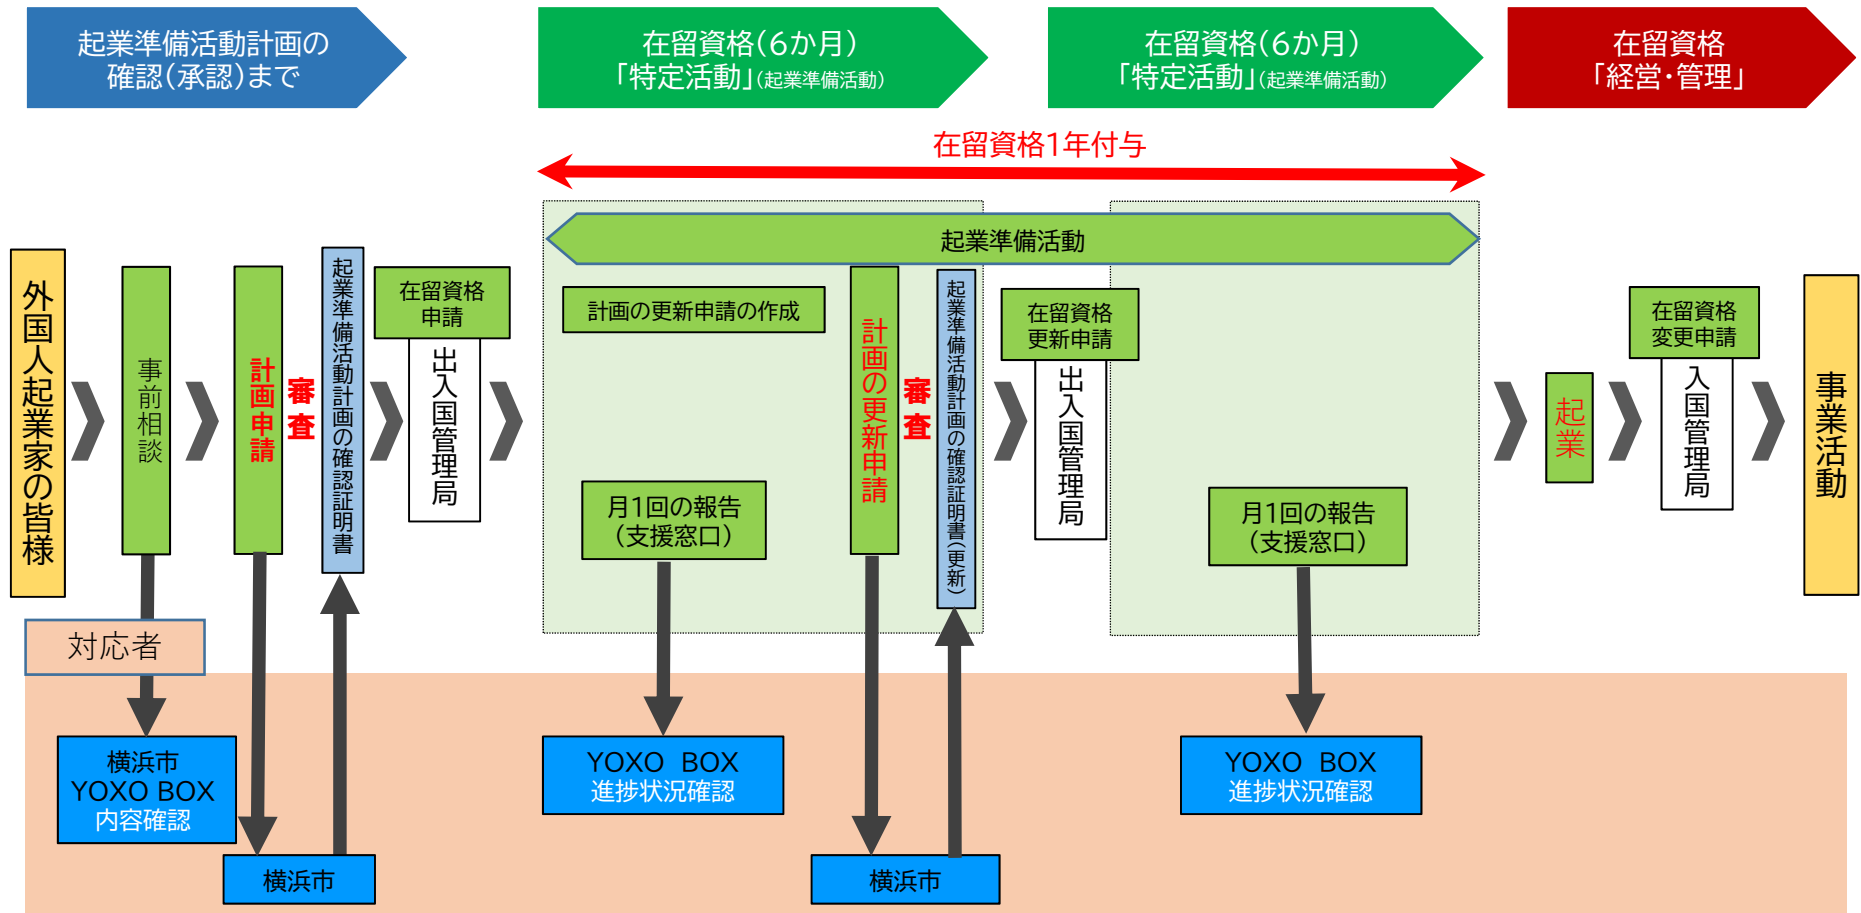 起業準備活動計画の
確認(承認)まで
在留資格(6か月)
「特定活動」(起業準備活動)
在留資格(6か月)
「特定活動」(起業準備活動)
在留資格
「経営・管理」
在留資格1年付与
起業準備活動
外国人起業家の皆様
事前相談
計画申請
審査
起業準備活動計画の確認証明書
在留資格
申請
出入国管理局
計画の更新申請の作成
月1回の報告
(支援窓口)
計画の更新申請
審査
起業準備活動計画の確認証明書(更新)
在留資格
更新申請
出入国管理局
月1回の報告
(支援窓口)
起業
在留資格
変更申請
入国管理局
事業活動
対応者
横浜市
YOXO BOX
内容確認
横浜市
YOXO BOX
進捗状況確認
横浜市
YOXO BOX
進捗状況確認